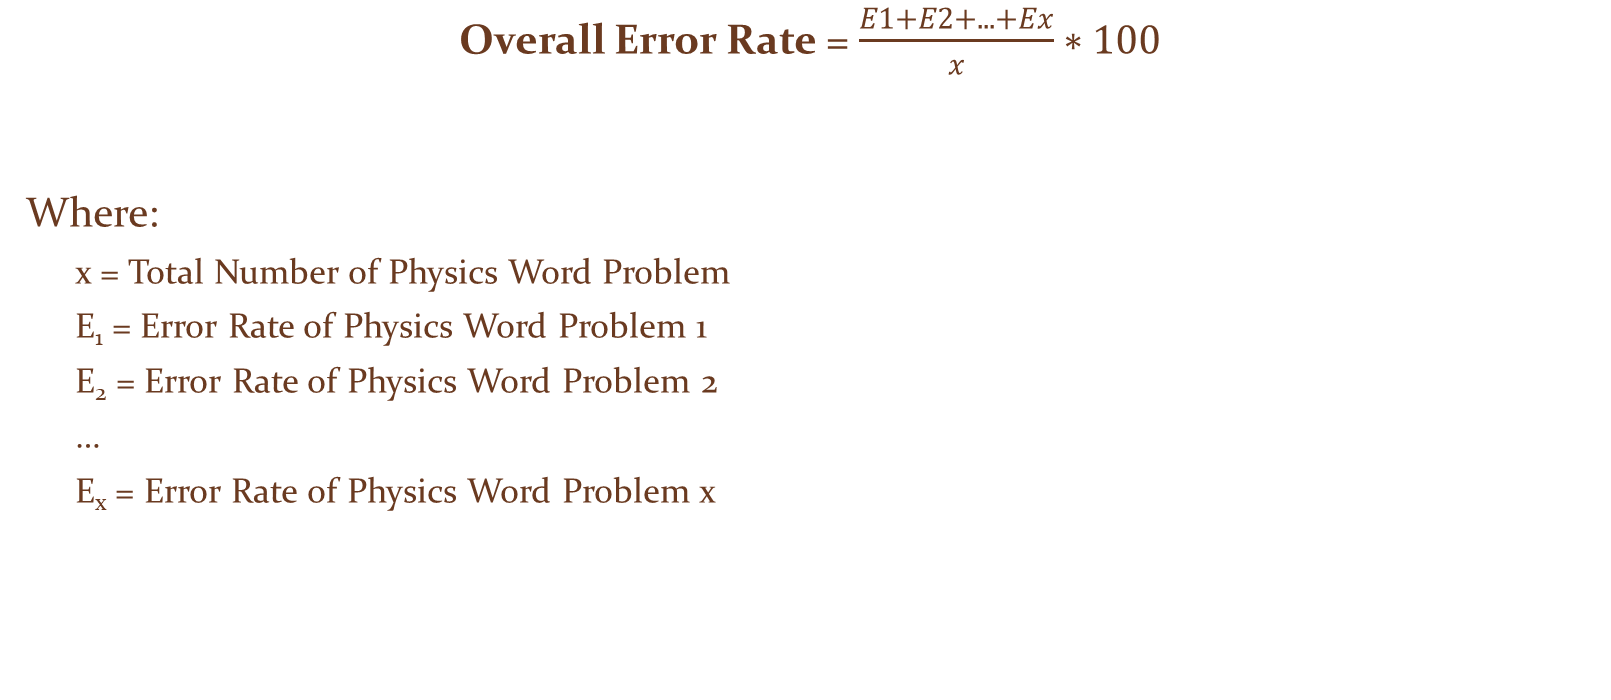 Overall Error Rate = \frac{E1+E2+...+Ex}{x} * 100
Where:
x = Total Number of Physics Word Problem
E₁ = Error Rate of Physics Word Problem 1
E₂ = Error Rate of Physics Word Problem 2
...
Eₓ = Error Rate of Physics Word Problem x